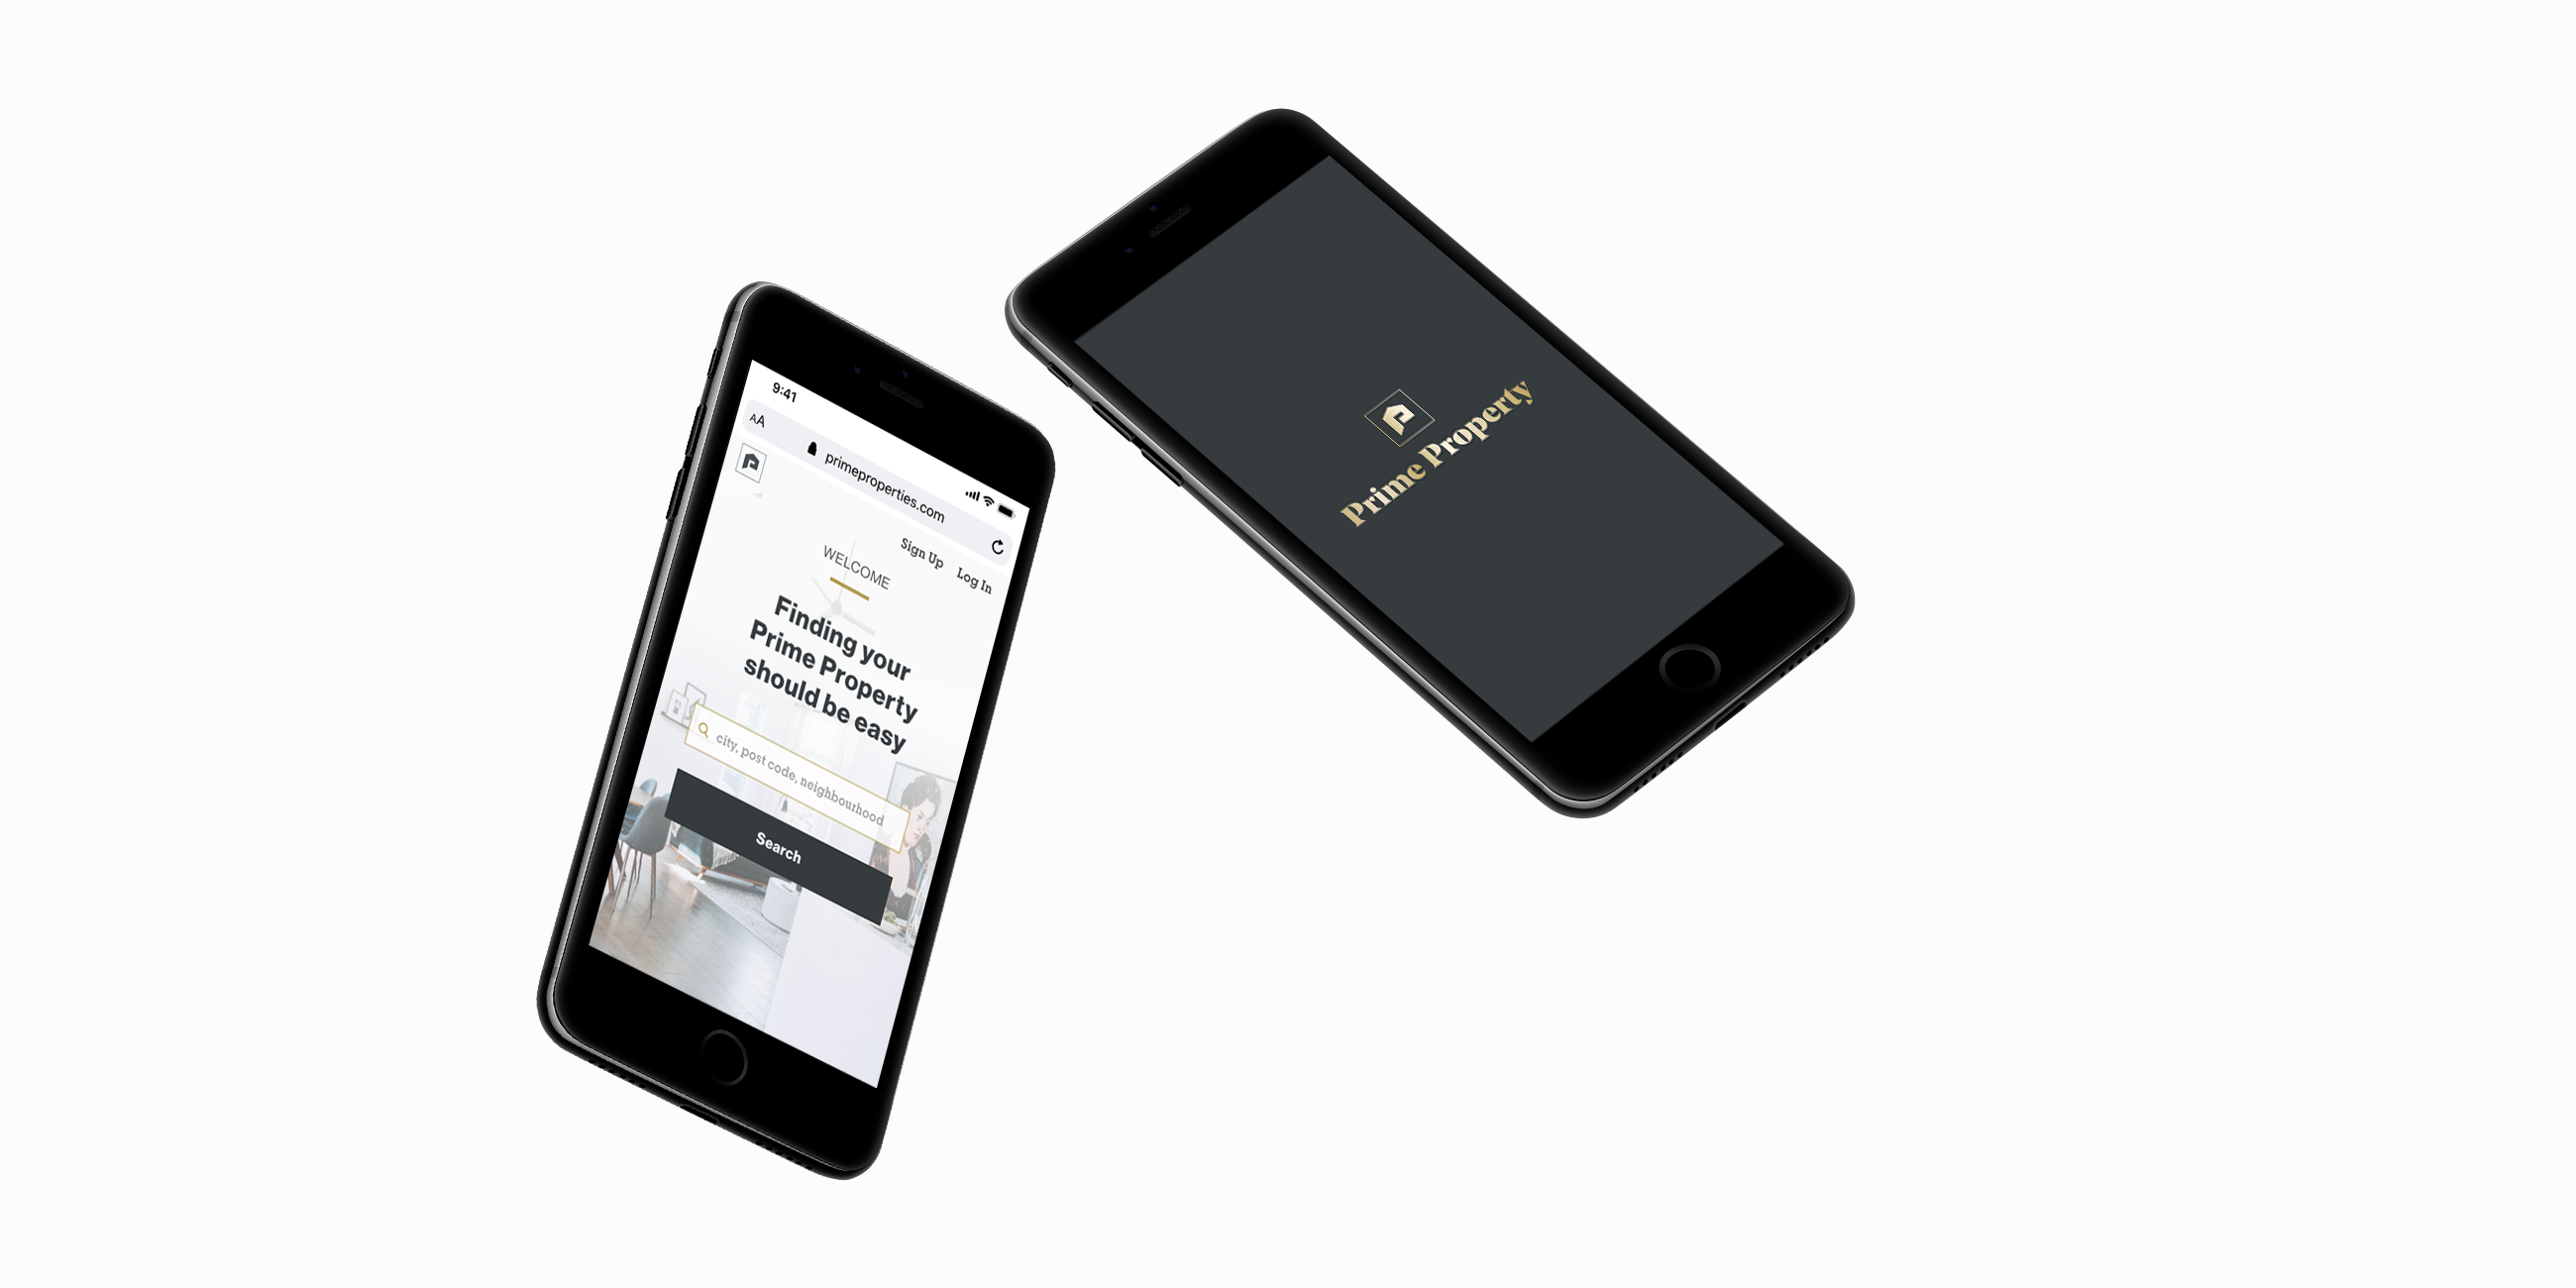 9:41
AA
primeproperties.com
Sign Up Log In
WELCOME
Finding your
Prime Property
should be easy
city, post code, neighbourhood
Search
P
Prime Property